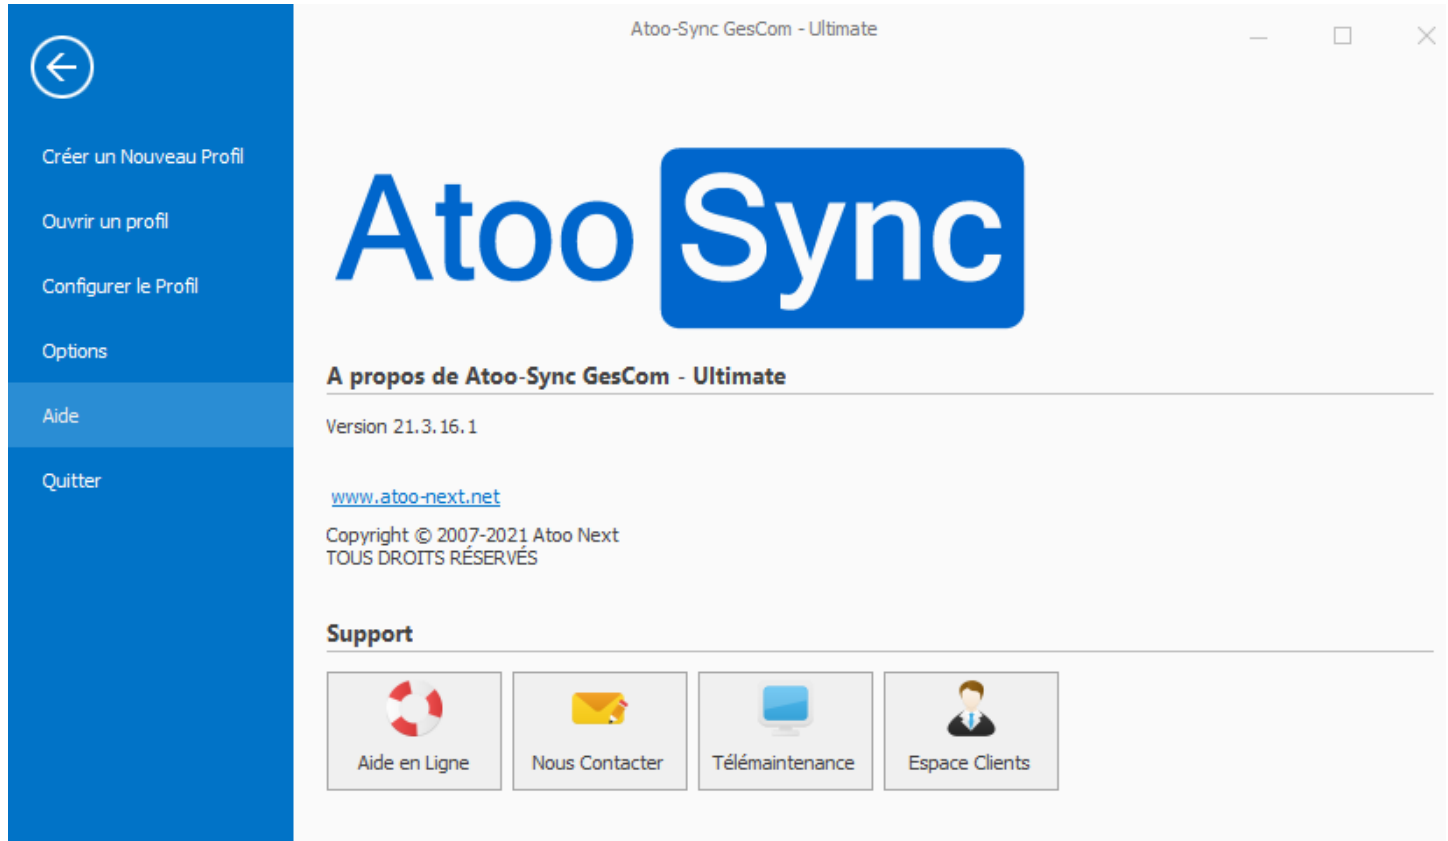 Atoo-Sync GesCom - Ultimate
Créer un Nouveau Profil
Ouvrir un profil
Configurer le Profil
Options
Aide
Quitter
Atoo Sync
A propos de Atoo-Sync GesCom - Ultimate
Version 21.3.16.1
www.atoo-next.net
Copyright © 2007-2021 Atoo Next
TOUS DROITS RÉSERVÉS
Support
Aide en Ligne
Nous Contacter
Télémaintenance
Espace Clients